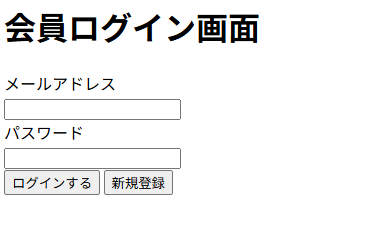 会員ログイン画面
メールアドレス
パスワード
ログインする 新規登録